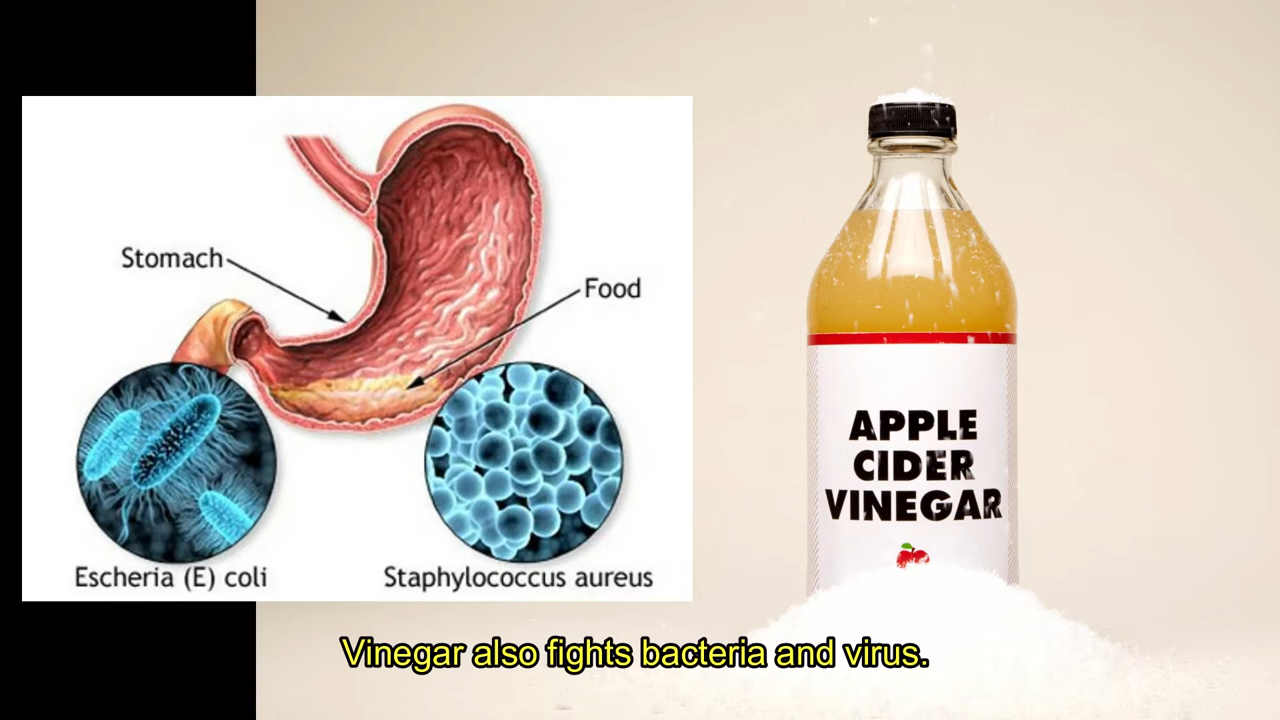 Stomach
Food
Escheria (E) coli
Staphylococcus aureus
APPLE
CIDER
VINEGAR
Vinegar also fights bacteria and virus.